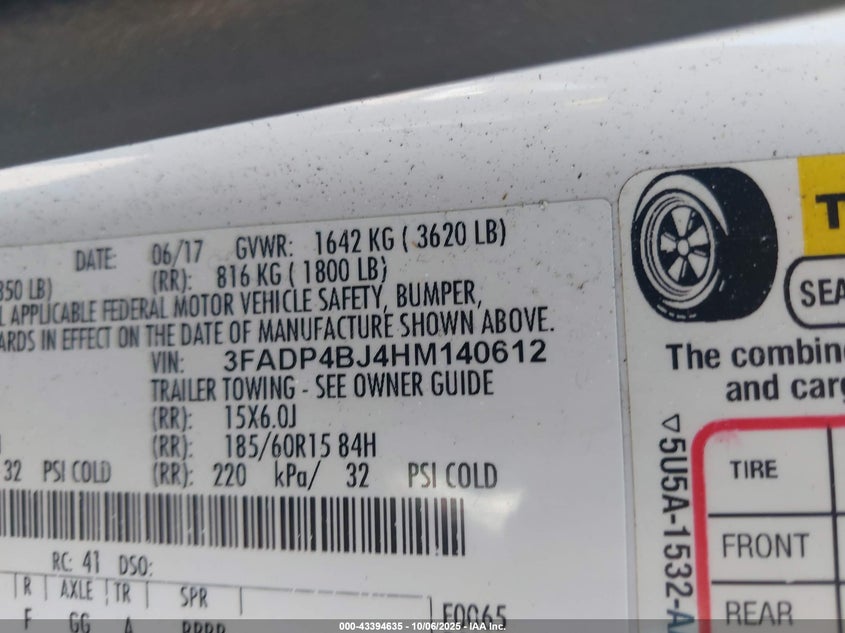 DATE: 06/17 GVWR: 1642 KG ( 3620 LB)
850 LB) (RR): 816 KG ( 1800 LB)
APPLICABLE FEDERAL MOTOR VEHICLE SAFETY, BUMPER,
ARDS IN EFFECT ON THE DATE OF MANUFACTURE SHOWN ABOVE.
VIN: 3FADP4BJ4HM140612
TRAILER TOWING - SEE OWNER GUIDE
(RR): 15X6.0J
(RR): 185/60R15 84H
32 PSI COLD (RR): 220 kPa/ 32 PSI COLD
RC: 41 DSO:
R AXLE TR SPR
F GG A E0065
SEA
The combin
and carg
▽5U5A-1532-A
TIRE
FRONT
REAR
000-43394635 - 10/06/2025 - IAA Inc.